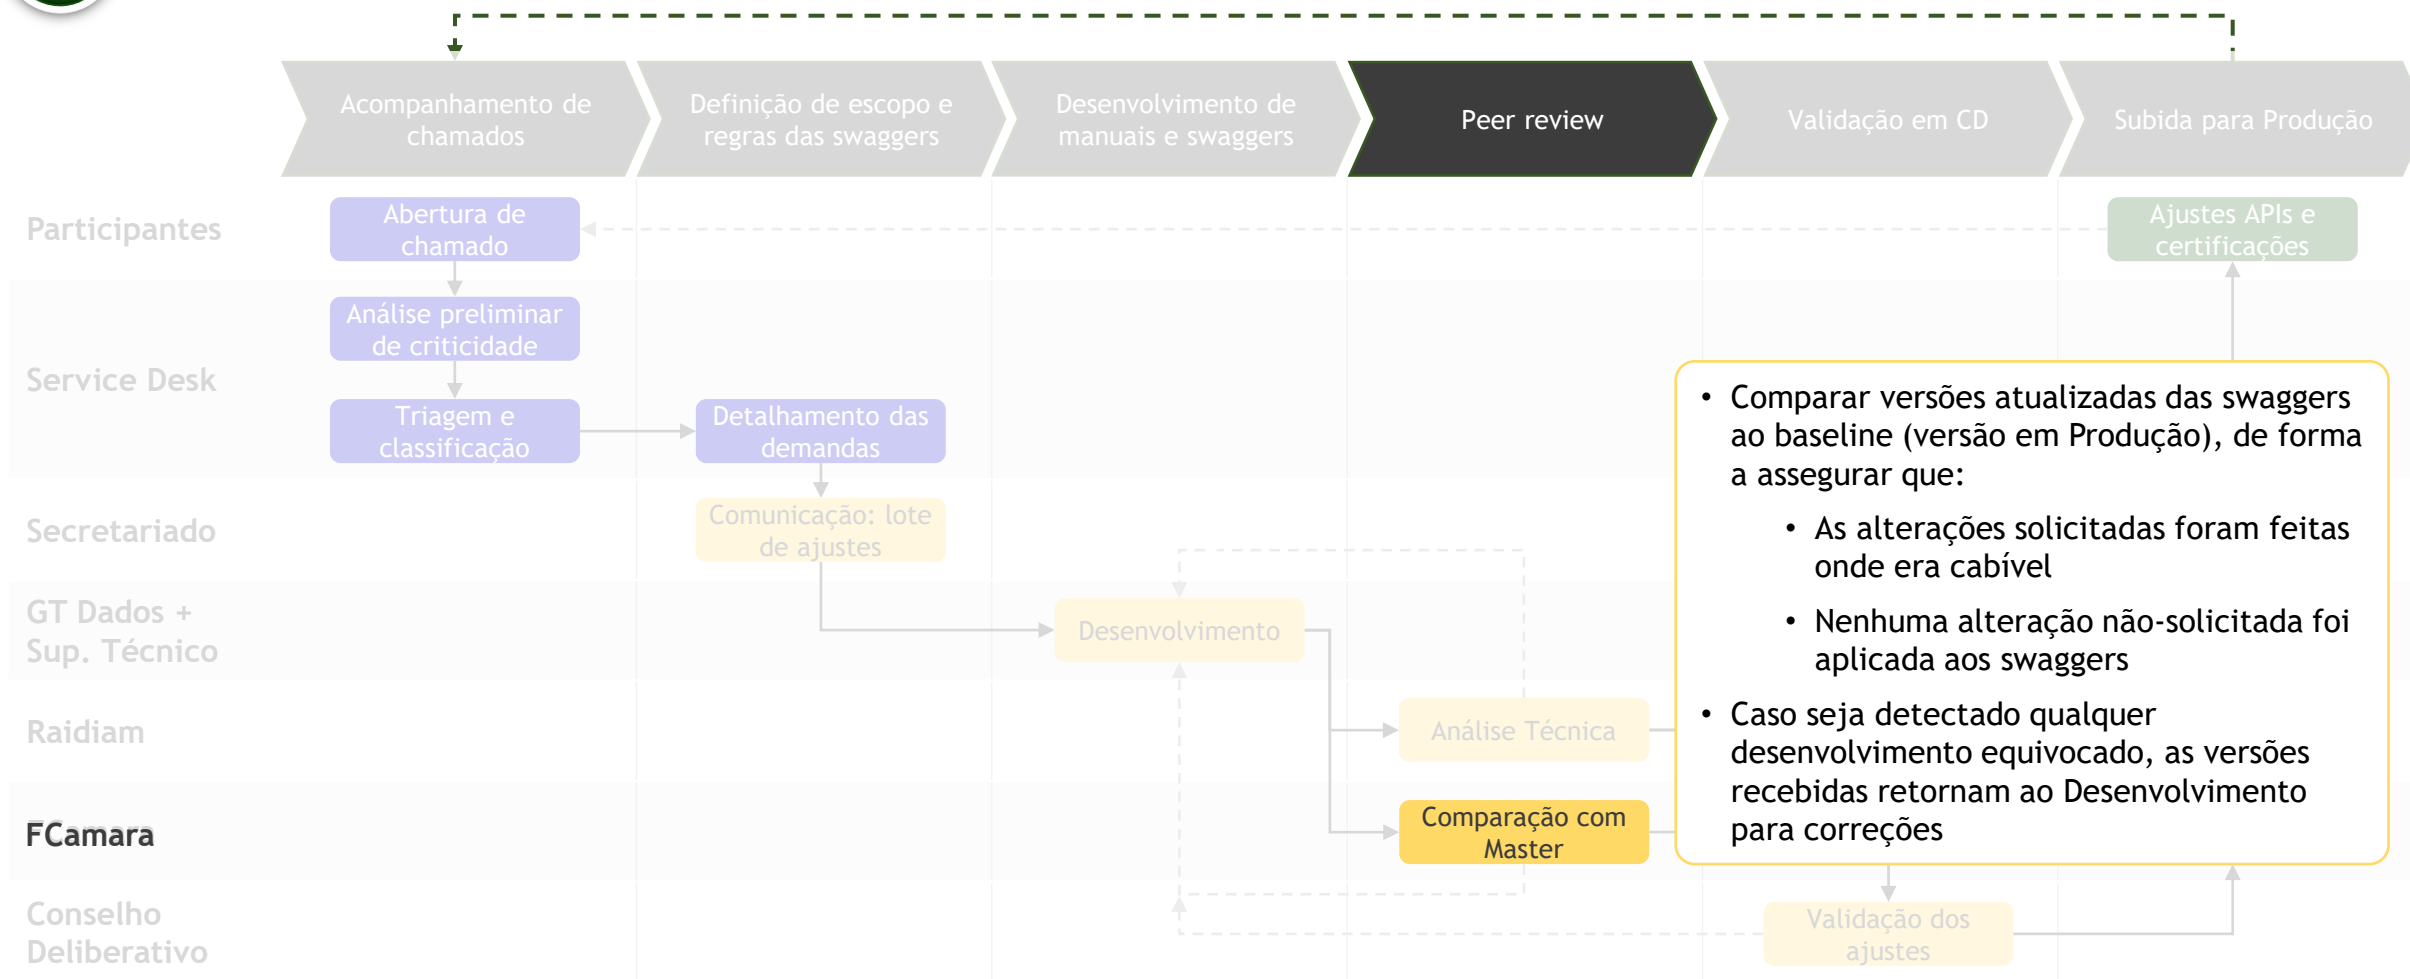 Acompanhamento de
chamados
Definição de escopo e
regras das swaggers
Desenvolvimento de
manuais e swaggers
Peer review
Validação em CD
Subida para Produção
Participantes
Abertura de
chamado
Ajustes APIs e
certificações
Service Desk
Análise preliminar
de criticidade
Triagem e
classificação
Detalhamento das
demandas
Secretariado
Comunicação: lote
de ajustes
GT Dados +
Sup. Técnico
Desenvolvimento
Raidiam
Análise Técnica
FCamara
Comparação com
Master
• Comparar versões atualizadas das swaggers
ao baseline (versão em Produção), de forma
a assegurar que:
• As alterações solicitadas foram feitas
onde era cabível
• Nenhuma alteração não-solicitada foi
aplicada aos swaggers
• Caso seja detectado qualquer
desenvolvimento equivocado, as versões
recebidas retornam ao Desenvolvimento
para correções
Conselho
Deliberativo
Validação dos
ajustes